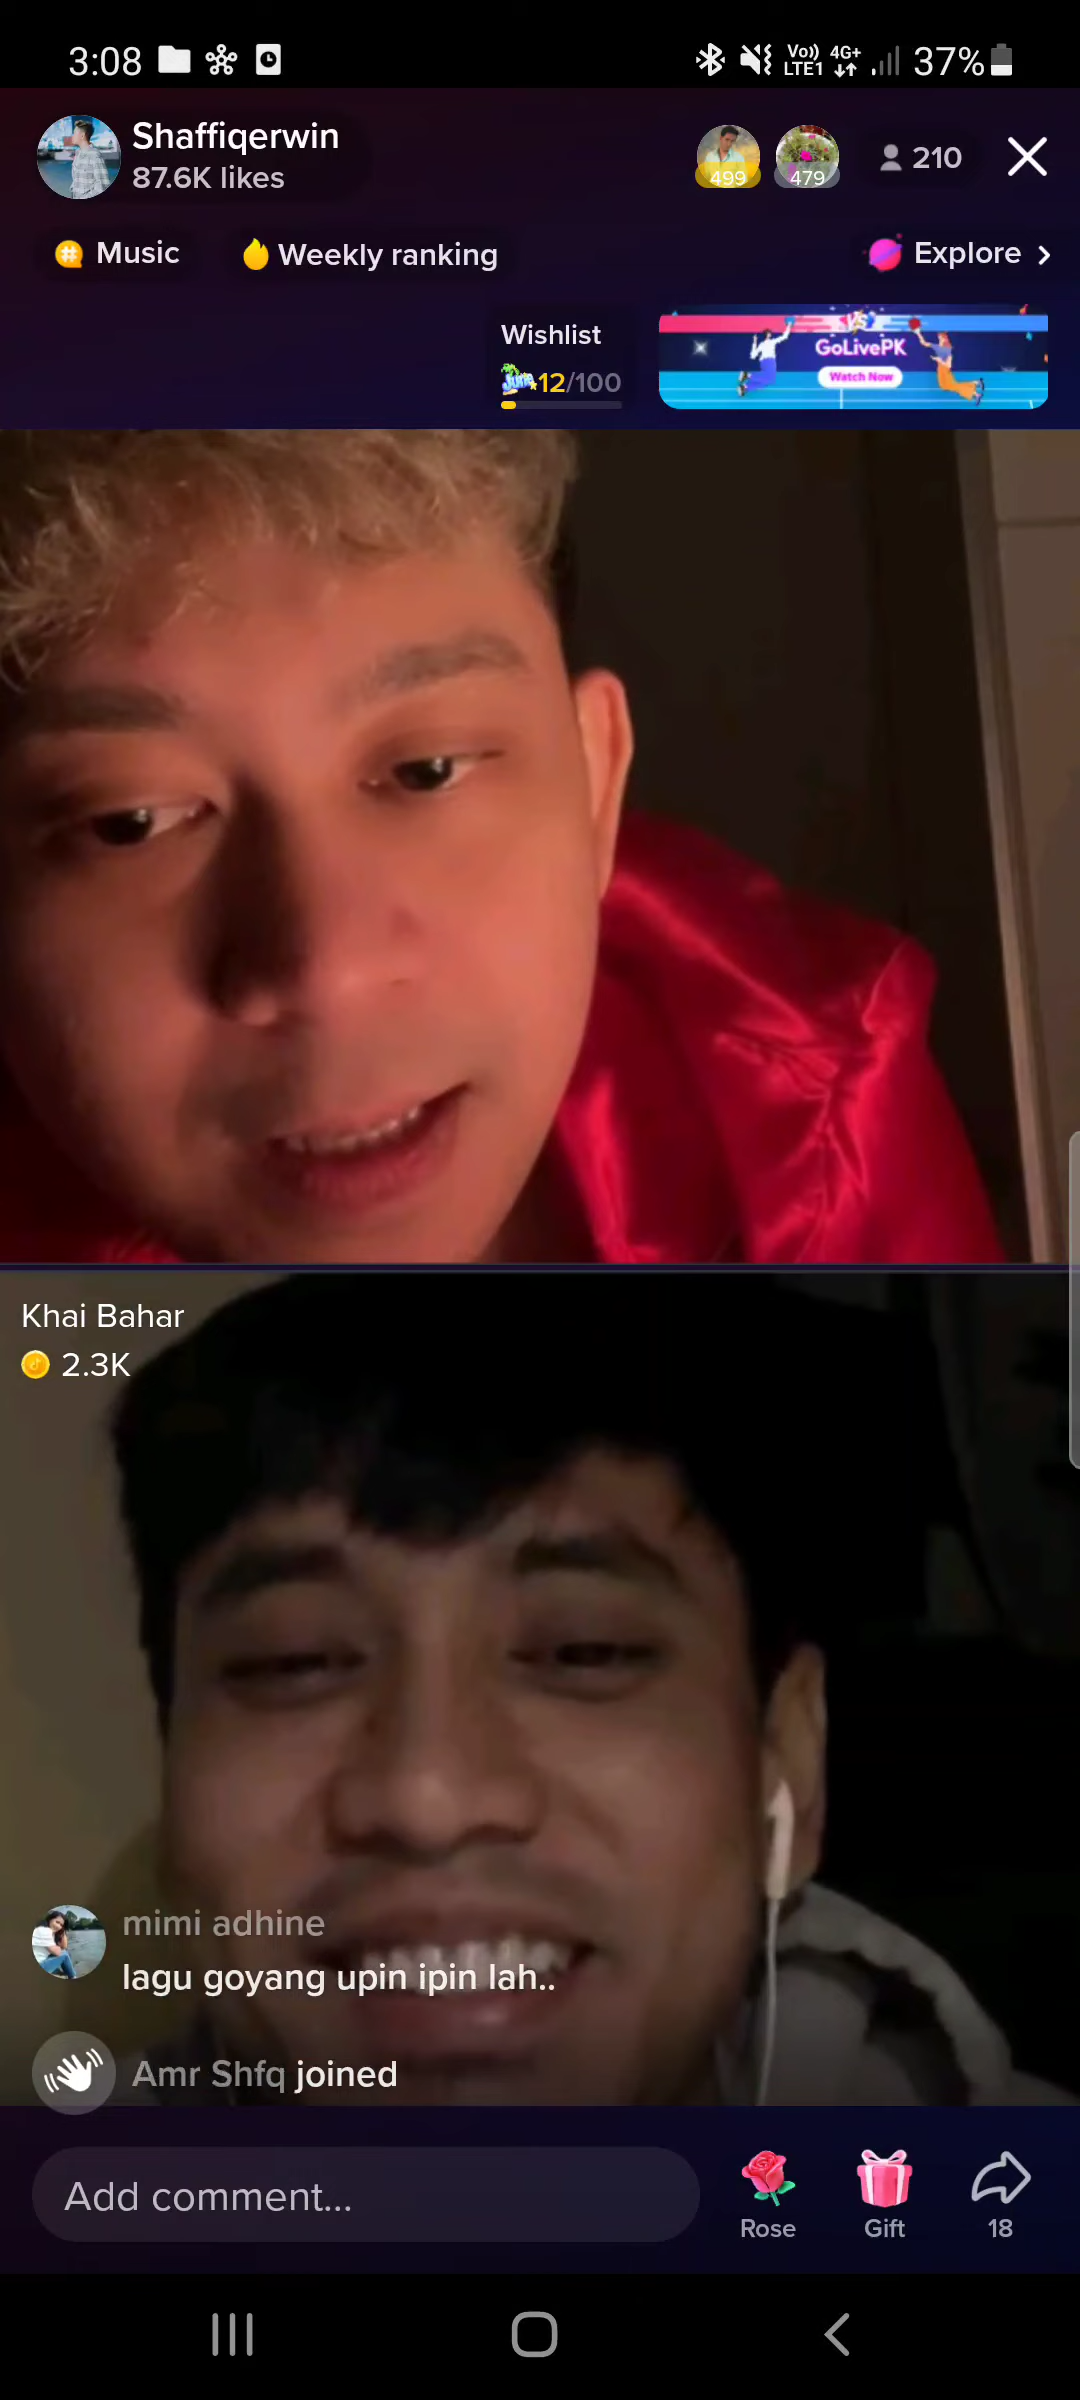 3:08
Vo)) LTE1 4G+ 37%
Shaffiqerwin
87.6K likes
499 479 210
Music Weekly ranking Explore
Wishlist
June 12/100
VS
GoLivePK
Watch Now
Khai Bahar
2.3K
mimi adhine
lagu goyang upin ipin lah..
Amr Shfq joined
Add comment...
Rose Gift 18